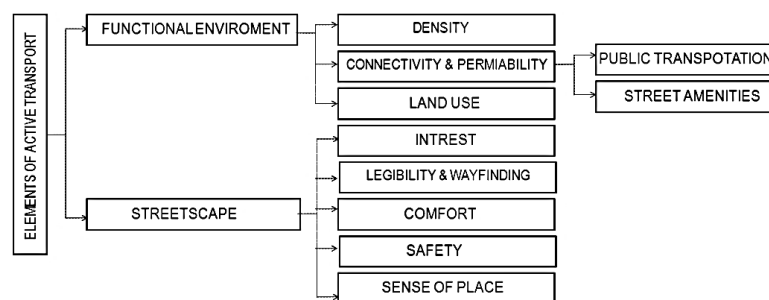 ELEMENTS OF ACTIVE TRANSPORT
FUNCTIONAL ENVIROMENT
DENSITY
CONNECTIVITY & PERMIABILITY
PUBLIC TRANSPOTATION
STREET AMENITIES
LAND USE
STREETSCAPE
INTREST
LEGIBILITY & WAYFINDING
COMFORT
SAFETY
SENSE OF PLACE